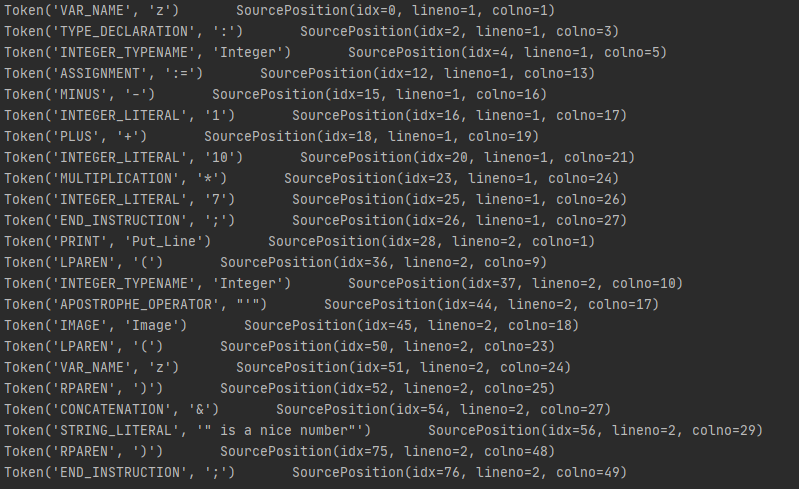 Token('VAR_NAME', 'z') SourcePosition(idx=0, lineno=1, colno=1)
Token('TYPE_DECLARATION', ':') SourcePosition(idx=2, lineno=1, colno=3)
Token('INTEGER_TYPENAME', 'Integer') SourcePosition(idx=4, lineno=1, colno=5)
Token('ASSIGNMENT', ':=') SourcePosition(idx=12, lineno=1, colno=13)
Token('MINUS', '-') SourcePosition(idx=15, lineno=1, colno=16)
Token('INTEGER_LITERAL', '1') SourcePosition(idx=16, lineno=1, colno=17)
Token('PLUS', '+') SourcePosition(idx=18, lineno=1, colno=19)
Token('INTEGER_LITERAL', '10') SourcePosition(idx=20, lineno=1, colno=21)
Token('MULTIPLICATION', '*') SourcePosition(idx=23, lineno=1, colno=24)
Token('INTEGER_LITERAL', '7') SourcePosition(idx=25, lineno=1, colno=26)
Token('END_INSTRUCTION', ';') SourcePosition(idx=26, lineno=1, colno=27)
Token('PRINT', 'Put_Line') SourcePosition(idx=28, lineno=2, colno=1)
Token('LPAREN', '(') SourcePosition(idx=36, lineno=2, colno=9)
Token('INTEGER_TYPENAME', 'Integer') SourcePosition(idx=37, lineno=2, colno=10)
Token('APOSTROPHE_OPERATOR', "'") SourcePosition(idx=44, lineno=2, colno=17)
Token('IMAGE', 'Image') SourcePosition(idx=45, lineno=2, colno=18)
Token('LPAREN', '(') SourcePosition(idx=50, lineno=2, colno=23)
Token('VAR_NAME', 'z') SourcePosition(idx=51, lineno=2, colno=24)
Token('RPAREN', ')') SourcePosition(idx=52, lineno=2, colno=25)
Token('CONCATENATION', '&') SourcePosition(idx=54, lineno=2, colno=27)
Token('STRING_LITERAL', '" is a nice number"') SourcePosition(idx=56, lineno=2, colno=29)
Token('RPAREN', ')') SourcePosition(idx=75, lineno=2, colno=48)
Token('END_INSTRUCTION', ';') SourcePosition(idx=76, lineno=2, colno=49)